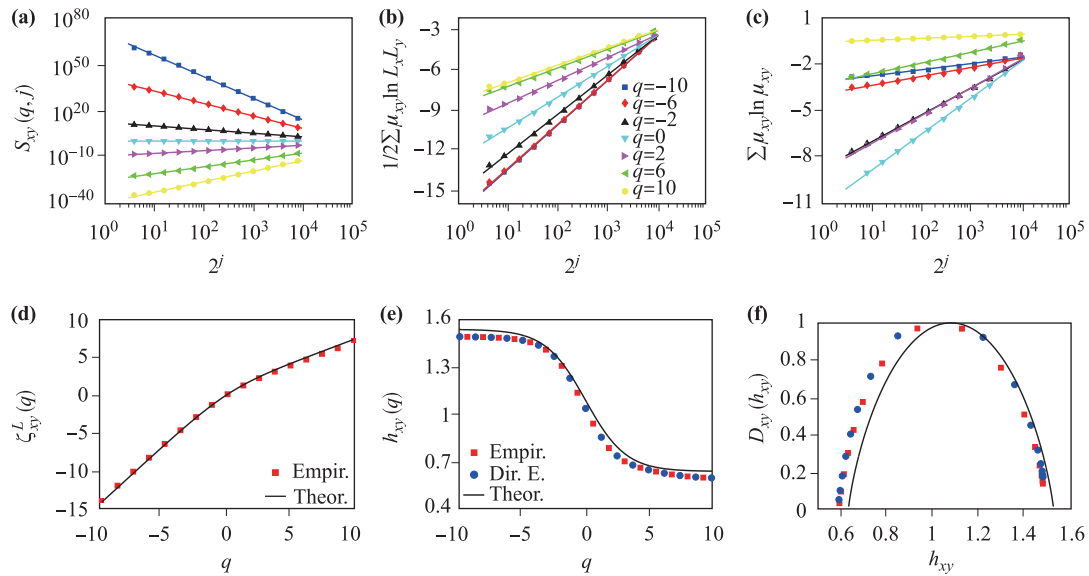 (a)
S_xy(q, j)
10^80
10^50
10^20
10^-10
10^-40
10^0 10^1 10^2 10^3 10^4 10^5
2^j
(b)
1/2Σμ_xy ln L_x L_y
-3
-6
-9
-12
-15
q=-10
q=-6
q=-2
q=0
q=2
q=6
q=10
10^0 10^1 10^2 10^3 10^4 10^5
2^j
(c)
Σμ_xy ln μ_xy
1
-2
-5
-8
-11
10^0 10^1 10^2 10^3 10^4 10^5
2^j
(d)
ζ^L_xy(q)
10
5
0
-5
-10
-15
Empir.
Theor.
-10 -5 0 5 10
q
(e)
h_xy(q)
1.6
1.3
1
0.7
0.4
Empir.
Dir. E.
Theor.
-10 -5 0 5 10
q
(f)
D_xy(h_xy)
1
0.8
0.6
0.4
0.2
0
0.6 0.8 1 1.2 1.4 1.6
h_xy